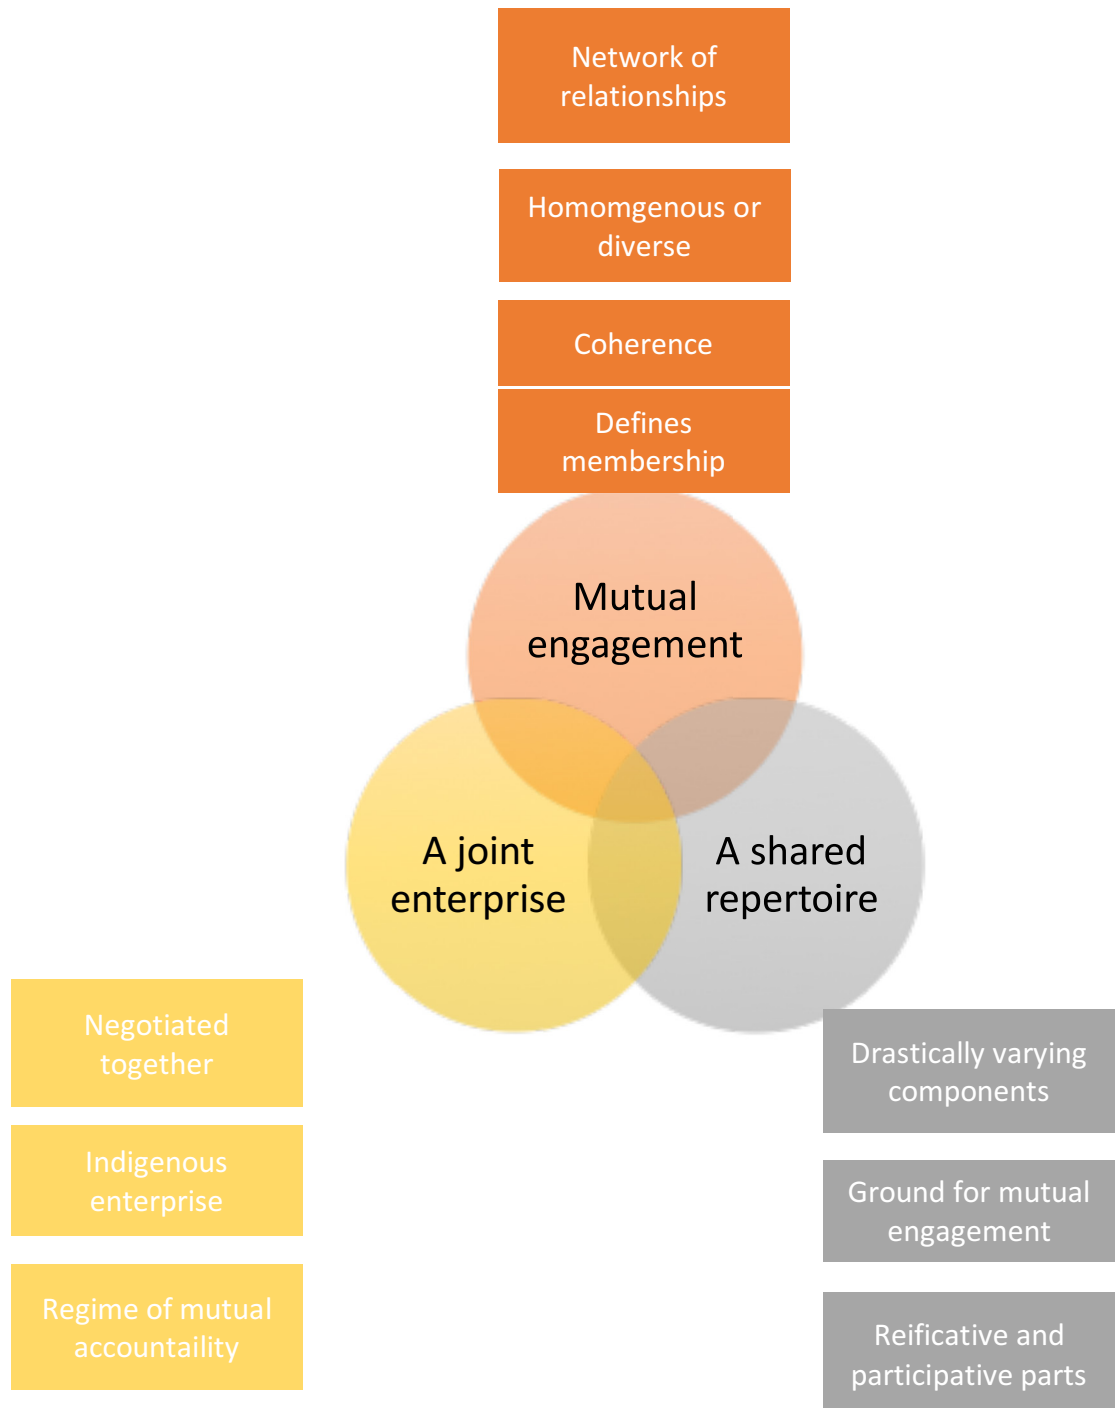 Network of
relationships
Homomgenous or
diverse
Coherence
Defines
membership
Mutual
engagement
A joint
enterprise
A shared
repertoire
Negotiated
together
Indigenous
enterprise
Regime of mutual
accountaility
Drastically varying
components
Ground for mutual
engagement
Reificative and
participative parts